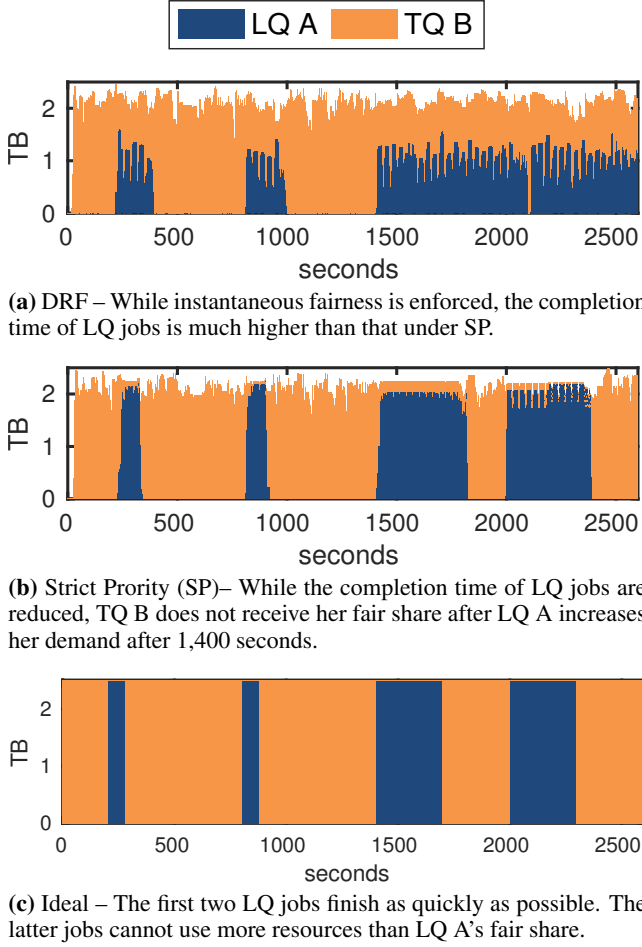 LQ A TQ B
2
1
0
TB
0 500 1000 1500 2000 2500
seconds
(a) DRF – While instantaneous fairness is enforced, the completion
time of LQ jobs is much higher than that under SP.
2
1
0
TB
0 500 1000 1500 2000 2500
seconds
(b) Strict Prority (SP)– While the completion time of LQ jobs are
reduced, TQ B does not receive her fair share after LQ A increases
her demand after 1,400 seconds.
2
1
0
TB
0 500 1000 1500 2000 2500
seconds
(c) Ideal – The first two LQ jobs finish as quickly as possible. The
latter jobs cannot use more resources than LQ A's fair share.